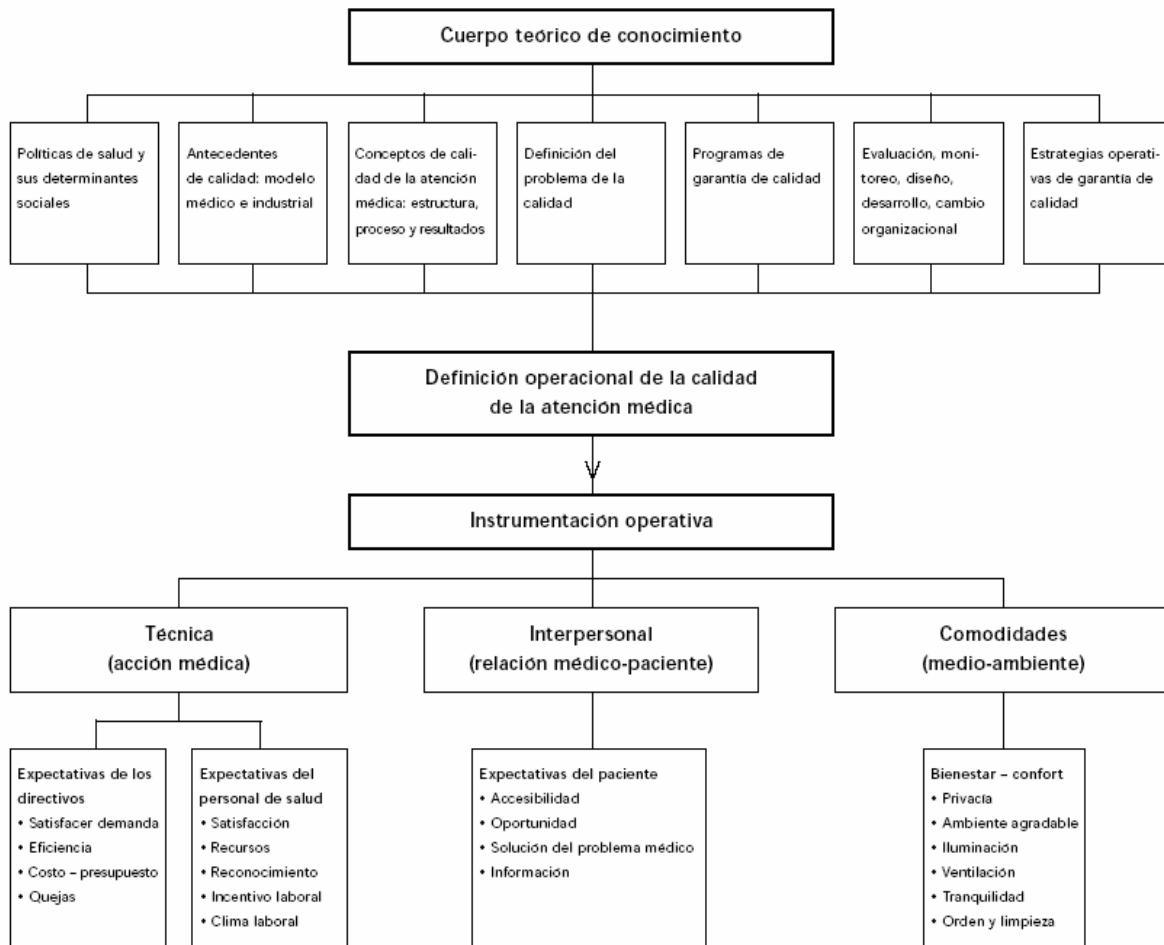 Cuerpo teórico de conocimiento
Políticas de salud y
sus determinantes
sociales
Antecedentes
de calidad: modelo
médico e industrial
Conceptos de cali-
dad de la atención
médica: estructura,
proceso y resultados
Definición del
problema de la
calidad
Programas de
garantía de calidad
Evaluación, moni-
toreo, diseño,
desarrollo, cambio
organizacional
Estrategias operati-
vas de garantía de
calidad
Definición operacional de la calidad
de la atención médica
Instrumentación operativa
Técnica
(acción médica)
Interpersonal
(relación médico-paciente)
Comodidades
(medio-ambiente)
Expectativas de los
directivos
• Satisfacer demanda
• Eficiencia
• Costo – presupuesto
• Quejas
Expectativas del
personal de salud
• Satisfacción
• Recursos
• Reconocimiento
• Incentivo laboral
• Clima laboral
Expectativas del paciente
• Accesibilidad
• Oportunidad
• Solución del problema médico
• Información
Bienestar – confort
• Privacía
• Ambiente agradable
• Iluminación
• Ventilación
• Tranquilidad
• Orden y limpieza